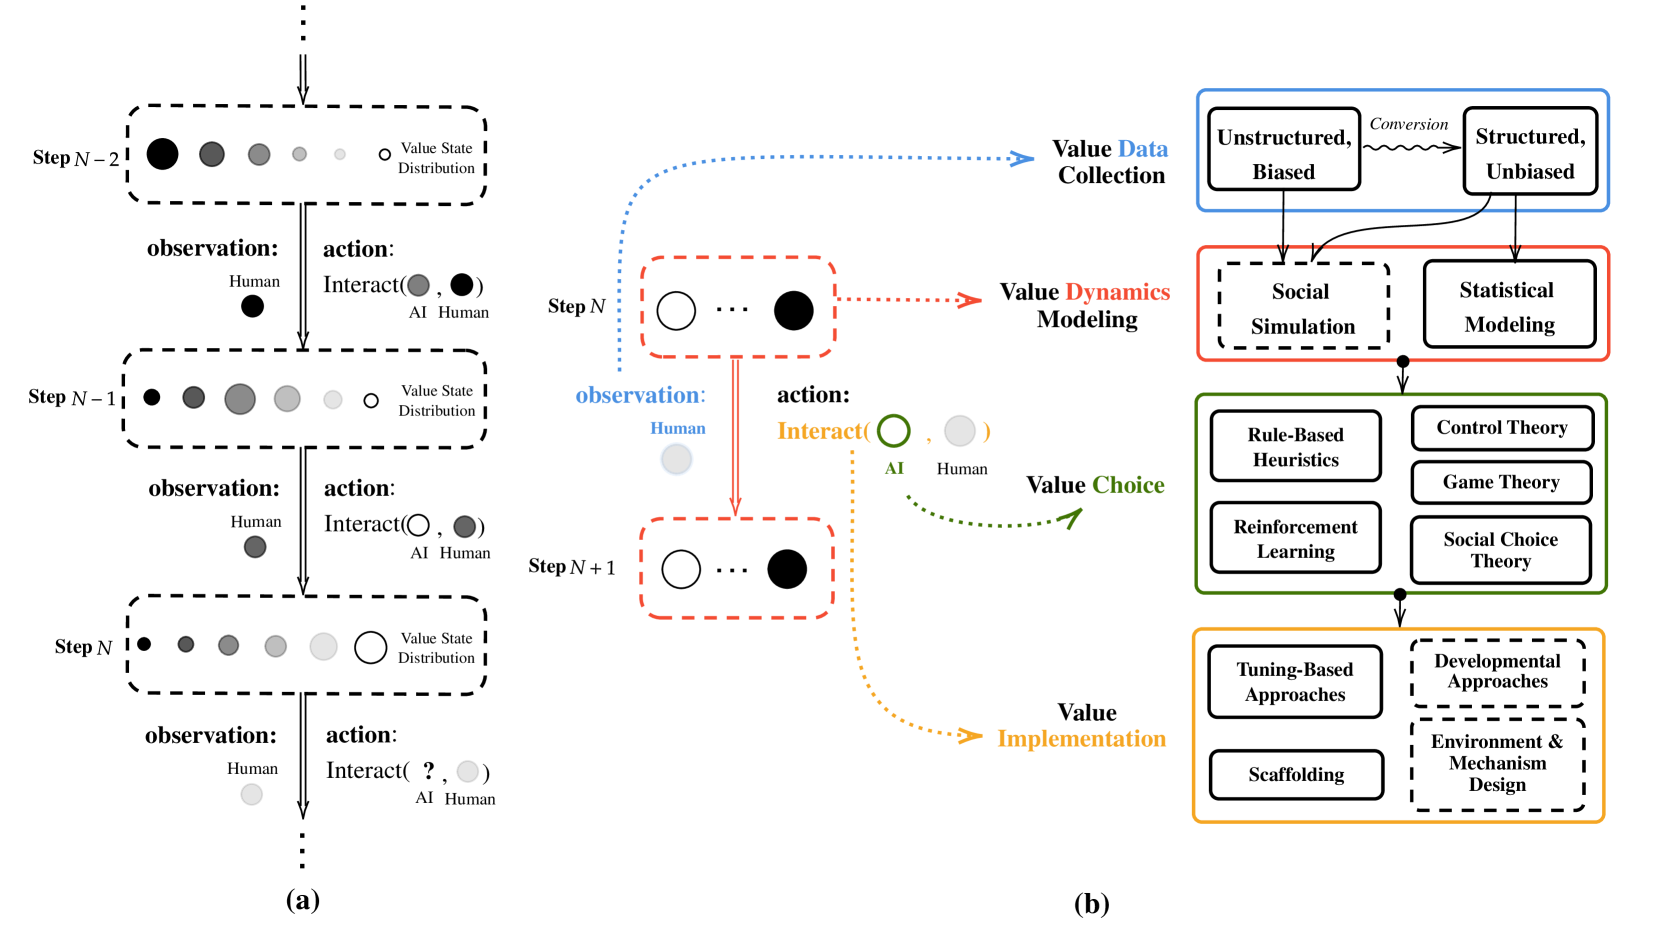 Step N − 2
Value State
Distribution
observation:
Human
action:
Interact( , )
AI Human
Step N − 1
Value State
Distribution
observation:
Human
action:
Interact( , )
AI Human
Step N
Value State
Distribution
observation:
Human
action:
Interact( ? , )
AI Human
(a)
Step N
observation:
Human
action:
Interact( , )
AI Human
Step N + 1
Value Data
Collection
Value Dynamics
Modeling
Value Choice
Value
Implementation
Unstructured,
Biased
Conversion
Structured,
Unbiased
Social
Simulation
Statistical
Modeling
Rule-Based
Heuristics
Control Theory
Game Theory
Reinforcement
Learning
Social Choice
Theory
Tuning-Based
Approaches
Developmental
Approaches
Scaffolding
Environment &
Mechanism
Design
(b)